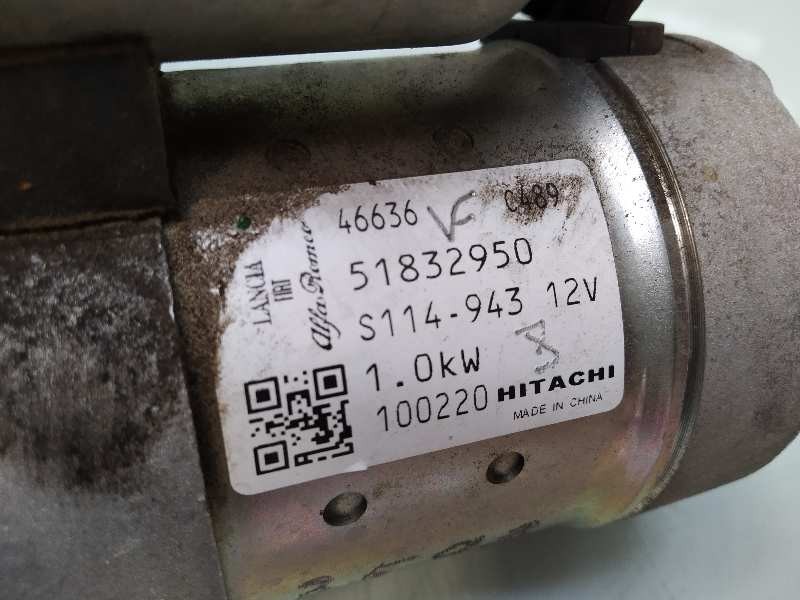 46636 C489
51832950
S114-943 12V
1.0kW
100220 HITACHI
MADE IN CHINA
LANCIA
FIAT
Alfa Romeo